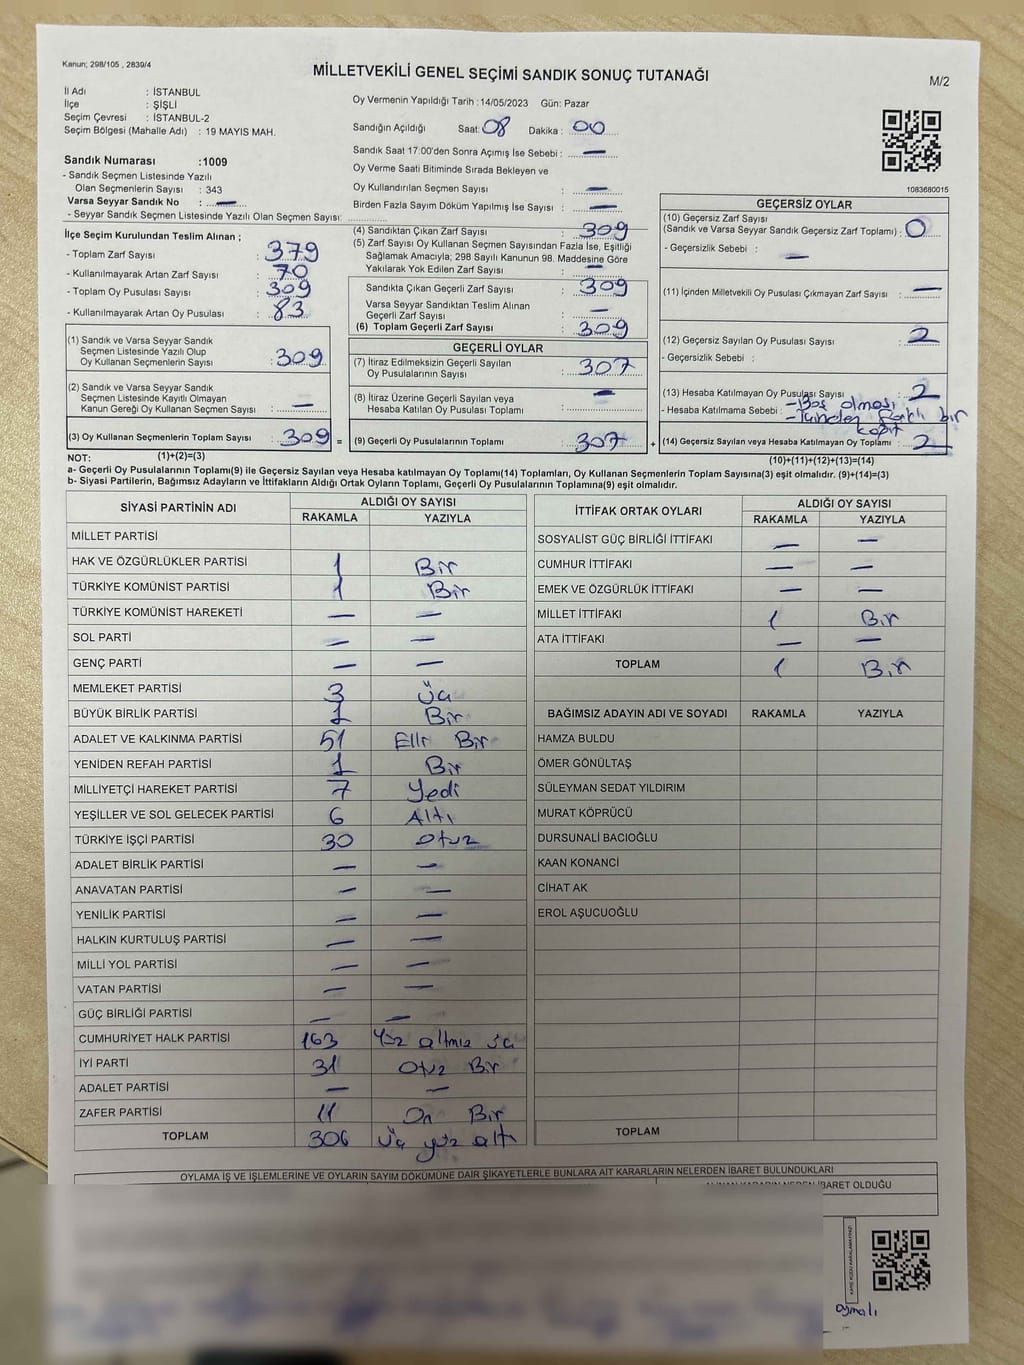 Kanun; 298/105 , 2839/4
MİLLETVEKİLİ GENEL SEÇİMİ SANDIK SONUÇ TUTANAĞI
M/2
İl Adı : İSTANBUL
İlçe : ŞİŞLİ
Seçim Çevresi : İSTANBUL-2
Seçim Bölgesi (Mahalle Adı) : 19 MAYIS MAH.
Sandık Numarası :1009
- Sandık Seçmen Listesinde Yazılı
Olan Seçmenlerin Sayısı : 343
Varsa Seyyar Sandık No : —
- Seyyar Sandık Seçmen Listesinde Yazılı Olan Seçmen Sayısı:
Oy Vermenin Yapıldığı Tarih :14/05/2023 Gün: Pazar
Sandığın Açıldığı Saat: 08 Dakika : 00
Sandık Saat 17:00'den Sonra Açımış İse Sebebi : —
Oy Verme Saati Bitiminde Sırada Bekleyen ve
Oy Kullandırılan Seçmen Sayısı : —
Birden Fazla Sayım Döküm Yapılmış İse Sayısı : —
1083680015
İlçe Seçim Kurulundan Teslim Alınan ;
- Toplam Zarf Sayısı : 379
- Kullanılmayarak Artan Zarf Sayısı : 70
- Toplam Oy Pusulası Sayısı : 309
- Kullanılmayarak Artan Oy Pusulası : 83
(1) Sandık ve Varsa Seyyar Sandık
Seçmen Listesinde Yazılı Olup
Oy Kullanan Seçmenlerin Sayısı : 309
(2) Sandık ve Varsa Seyyar Sandık
Seçmen Listesinde Kayıtlı Olmayan
Kanun Gereği Oy Kullanan Seçmen Sayısı : —
(3) Oy Kullanan Seçmenlerin Toplam Sayısı : 309 =
(4) Sandıktan Çıkan Zarf Sayısı : 309
(5) Zarf Sayısı Oy Kullanan Seçmen Sayısından Fazla İse, Eşitliği
Sağlamak Amacıyla; 298 Sayılı Kanunun 98. Maddesine Göre
Yakılarak Yok Edilen Zarf Sayısı : —
Sandıkta Çıkan Geçerli Zarf Sayısı : 309
Varsa Seyyar Sandıktan Teslim Alınan
Geçerli Zarf Sayısı : —
(6) Toplam Geçerli Zarf Sayısı : 309
GEÇERLİ OYLAR
(7) İtiraz Edilmeksizin Geçerli Sayılan
Oy Pusulalarının Sayısı : 307
(8) İtiraz Üzerine Geçerli Sayılan veya
Hesaba Katılan Oy Pusulası Toplamı : —
(9) Geçerli Oy Pusulalarının Toplamı : 307 +
GEÇERSİZ OYLAR
(10) Geçersiz Zarf Sayısı
(Sandık ve Varsa Seyyar Sandık Geçersiz Zarf Toplamı) : 0
- Geçersizlik Sebebi : —
(11) İçinden Milletvekili Oy Pusulası Çıkmayan Zarf Sayısı : —
(12) Geçersiz Sayılan Oy Pusulası Sayısı : 2
- Geçersizlik Sebebi :
(13) Hesaba Katılmayan Oy Pusulası Sayısı : 2
- Hesaba Katılmama Sebebi : -Boş olması
-İçinden farklı bir
kağıt
(14) Geçersiz Sayılan veya Hesaba Katılmayan Oy Toplamı : 2
NOT: (1)+(2)=(3)
(10)+(11)+(12)+(13)=(14)
a- Geçerli Oy Pusulalarının Toplamı(9) ile Geçersiz Sayılan veya Hesaba katılmayan Oy Toplamı(14) Toplamları, Oy Kullanan Seçmenlerin Toplam Sayısına(3) eşit olmalıdır. (9)+(14)=(3)
b- Siyasi Partilerin, Bağımsız Adayların ve İttifakların Aldığı Ortak Oyların Toplamı, Geçerli Oy Pusulalarının Toplamına(9) eşit olmalıdır.
SİYASİ PARTİNİN ADI
ALDIĞI OY SAYISI
RAKAMLA YAZIYLA
MİLLET PARTİSİ
HAK VE ÖZGÜRLÜKLER PARTİSİ 1 Bir
TÜRKİYE KOMÜNİST PARTİSİ 1 Bir
TÜRKİYE KOMÜNİST HAREKETİ — —
SOL PARTİ — —
GENÇ PARTİ — —
MEMLEKET PARTİSİ 3 üç
BÜYÜK BİRLİK PARTİSİ 1 Bir
ADALET VE KALKINMA PARTİSİ 51 Elli Bir
YENİDEN REFAH PARTİSİ 1 Bir
MİLLİYETÇİ HAREKET PARTİSİ 7 Yedi
YEŞİLLER VE SOL GELECEK PARTİSİ 6 Altı
TÜRKİYE İŞÇİ PARTİSİ 30 Otuz
ADALET BİRLİK PARTİSİ — —
ANAVATAN PARTİSİ — —
YENİLİK PARTİSİ — —
HALKIN KURTULUŞ PARTİSİ — —
MİLLİ YOL PARTİSİ — —
VATAN PARTİSİ — —
GÜÇ BİRLİĞİ PARTİSİ — —
CUMHURİYET HALK PARTİSİ 163 Yüz altmış üç
İYİ PARTİ 31 Otuz Bir
ADALET PARTİSİ — —
ZAFER PARTİSİ 11 On Bir
TOPLAM 306 üç yüz altı
İTTİFAK ORTAK OYLARI
ALDIĞI OY SAYISI
RAKAMLA YAZIYLA
SOSYALİST GÜÇ BİRLİĞİ İTTİFAKI — —
CUMHUR İTTİFAKI — —
EMEK VE ÖZGÜRLÜK İTTİFAKI — —
MİLLET İTTİFAKI 1 Bir
ATA İTTİFAKI — —
TOPLAM 1 Bir
BAĞIMSIZ ADAYIN ADI VE SOYADI RAKAMLA YAZIYLA
HAMZA BULDU
ÖMER GÖNÜLTAŞ
SÜLEYMAN SEDAT YILDIRIM
MURAT KÖPRÜCÜ
DURSUNALİ BACIOĞLU
KAAN KONANCİ
CİHAT AK
EROL AŞUCUOĞLU
TOPLAM
OYLAMA İŞ VE İŞLEMLERİNE VE OYLARIN SAYIM DÖKÜMÜNE DAİR ŞİKAYETLERLE BUNLARA AİT KARARLARIN NELERDEN İBARET BULUNDUKLARI
İBARET OLDUĞU